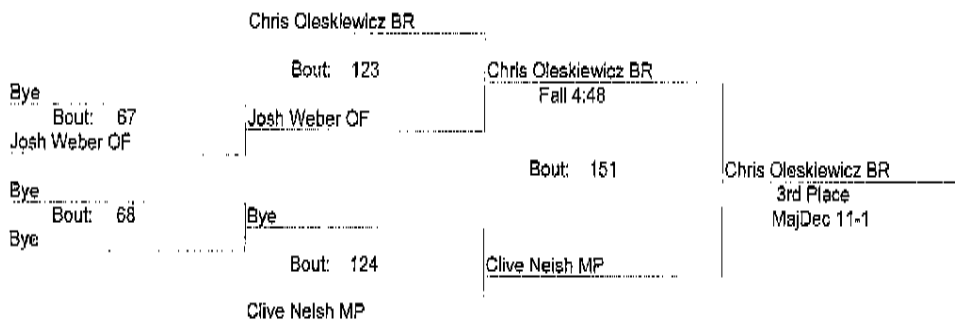 Chris Oleskiewicz BR
Bout: 123
Chris Oleskiewicz BR
Fall 4:48
Bye
Bout: 67
Josh Weber OF
Josh Weber OF
Bout: 151
Chris Oleskiewicz BR
3rd Place
MajDec 11-1
Bye
Bout: 68
Bye
Bye
Bout: 124
Clive Neish MP
Clive Neish MP